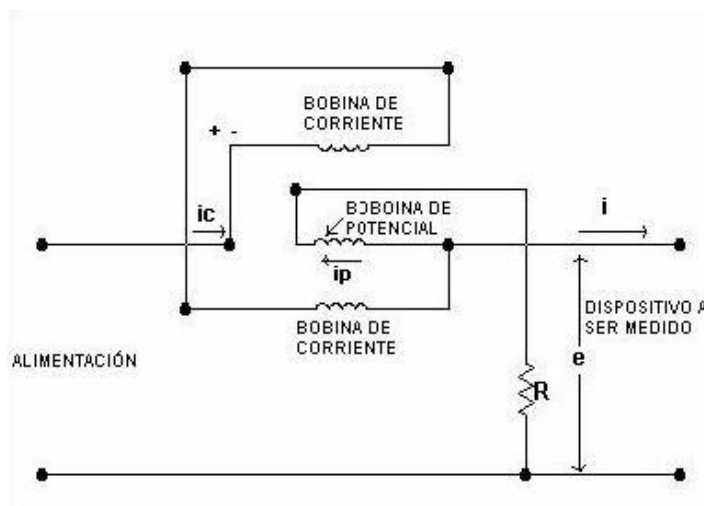 BOBINA DE
CORRIENTE
+ -
ic
BOBOINA DE
POTENCIAL
i
ip
BOBINA DE
CORRIENTE
DISPOSITIVO A
SER MEDIDO
ALIMENTACIÓN
e
R